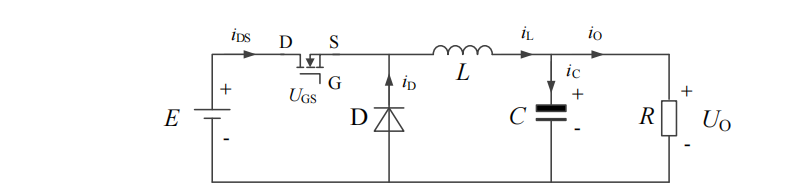 iDS D S iL iO
+ UGS G iD L iC + +
E D C R UO
- - -